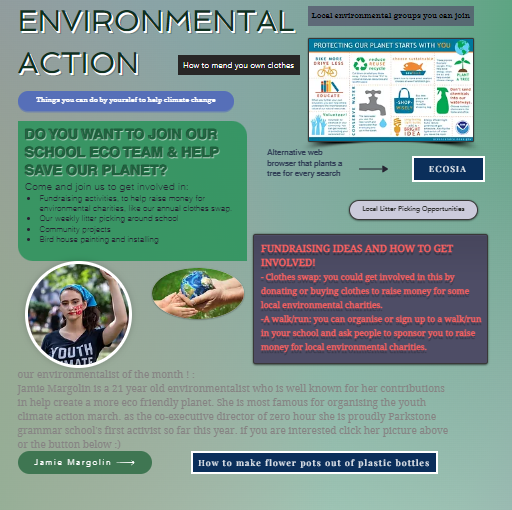 ENVIRONMENTAL
ACTION
Local environmental groups you can join
How to mend you own clothes
Things you can do by yourslef to help climate change
PROTECTING OUR PLANET STARTS WITH YOU
BIKE MORE
DRIVE LESS
REDUCE
REUSE
RECYCLE
PLANT
A TREE
EDUCATE
CONSERVE WATER
SHOP
WISELY
Don't send
chemicals
into our
waterways.
Volunteer!
BRIGHT
IDEA
DO YOU WANT TO JOIN OUR
SCHOOL ECO TEAM & HELP
SAVE OUR PLANET?
Come and join us to get involved in:
• Fundraising activities, to help raise money for
environmental charities, like our annual clothes swap.
• Our weekly litter picking around school
• Community projects
• Bird house painting and installing
Alternative web
browser that plants a
tree for every search
ECOSIA
Local Litter Picking Opportunities
FUNDRAISING IDEAS AND HOW TO GET
INVOLVED!
- Clothes swap: you could get involved in this by
donating or buying clothes to raise money for some
local environmental charities.
-A walk/run: you can organise or sign up to a walk/run
in your school and ask people to sponsor you to raise
money for local environmental charities.
YOUTH
CLIMATE
our environmentalist of the month ! :
Jamie Margolin is a 21 year old environmentalist who is well known for her contributions
in help create a more eco friendly planet. She is most famous for organising the youth
climate action march. as the co-executive director of zero hour she is proudly Parkstone
grammar school's first activist so far this year. If you are interested click her picture above
or the button below :)
Jamie Margolin
How to make flower pots out of plastic bottles